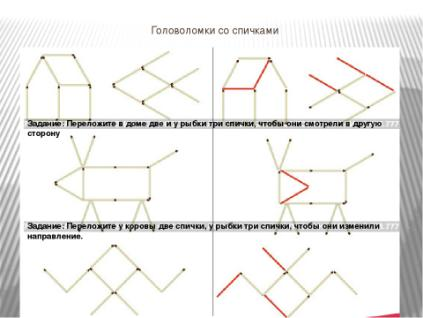 Головоломки со спичками
Задание: Переложите в доме две и у рыбки три спички, чтобы они смотрели в другую
сторону
Задание: Переложите у коровы две спички, у рыбки три спички, чтобы они изменили
направление.